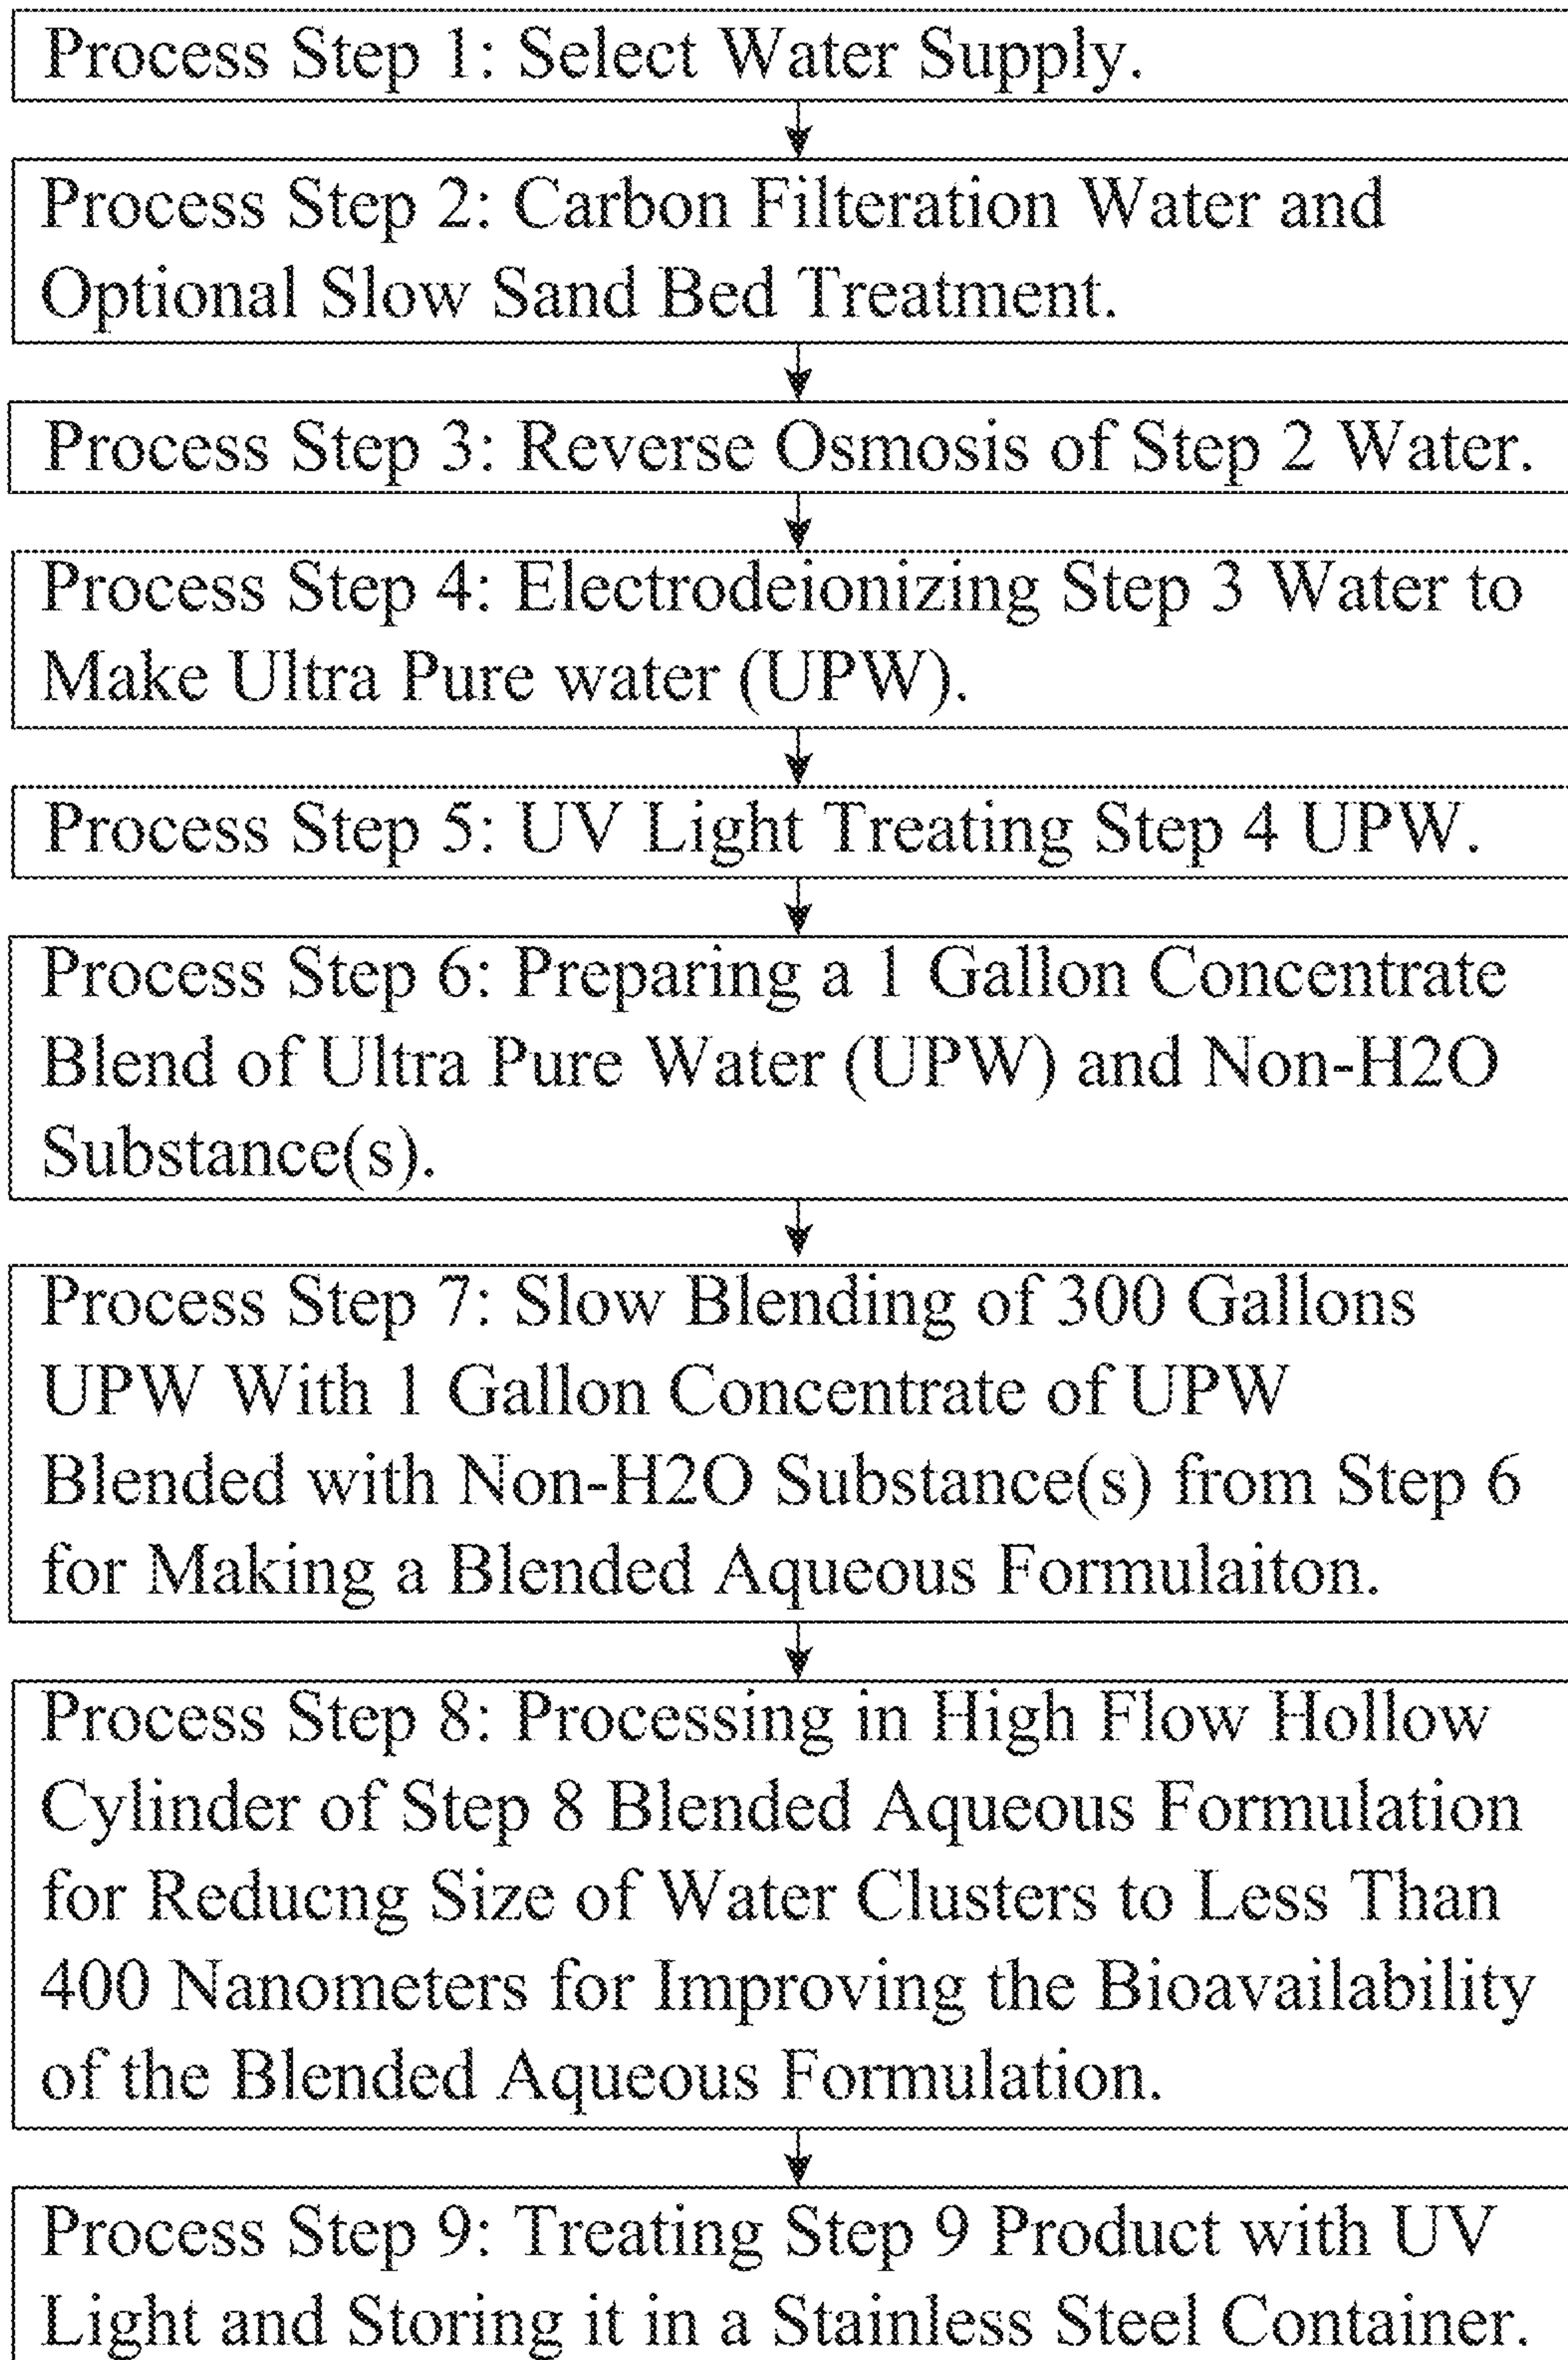 Process Step 1: Select Water Supply.
Process Step 2: Carbon Filteration Water and
Optional Slow Sand Bed Treatment.
Process Step 3: Reverse Osmosis of Step 2 Water.
Process Step 4: Electrodeionizing Step 3 Water to
Make Ultra Pure water (UPW).
Process Step 5: UV Light Treating Step 4 UPW.
Process Step 6: Preparing a 1 Gallon Concentrate
Blend of Ultra Pure Water (UPW) and Non-H2O
Substance(s).
Process Step 7: Slow Blending of 300 Gallons
UPW With 1 Gallon Concentrate of UPW
Blended with Non-H2O Substance(s) from Step 6
for Making a Blended Aqueous Formulaiton.
Process Step 8: Processing in High Flow Hollow
Cylinder of Step 8 Blended Aqueous Formulation
for Reducng Size of Water Clusters to Less Than
400 Nanometers for Improving the Bioavailability
of the Blended Aqueous Formulation.
Process Step 9: Treating Step 9 Product with UV
Light and Storing it in a Stainless Steel Container.